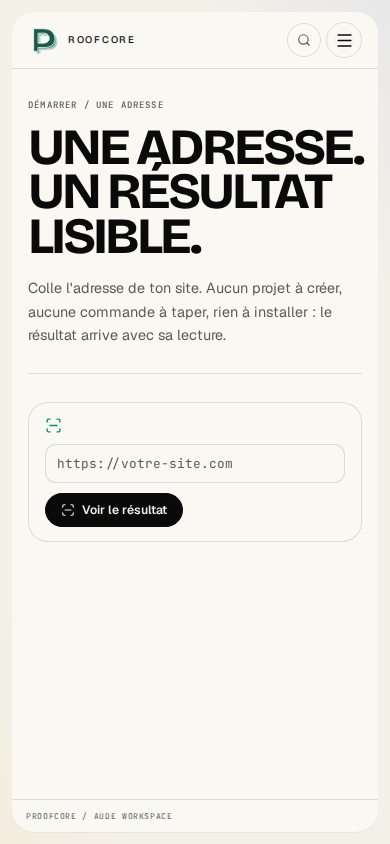 ROOFCORE
DÉMARRER / UNE ADRESSE
UNE ADRESSE.
UN RÉSULTAT
LISIBLE.
Colle l'adresse de ton site. Aucun projet à créer,
aucune commande à taper, rien à installer : le
résultat arrive avec sa lecture.
https://votre-site.com
Voir le résultat
PROOFCORE / AUDE WORKSPACE